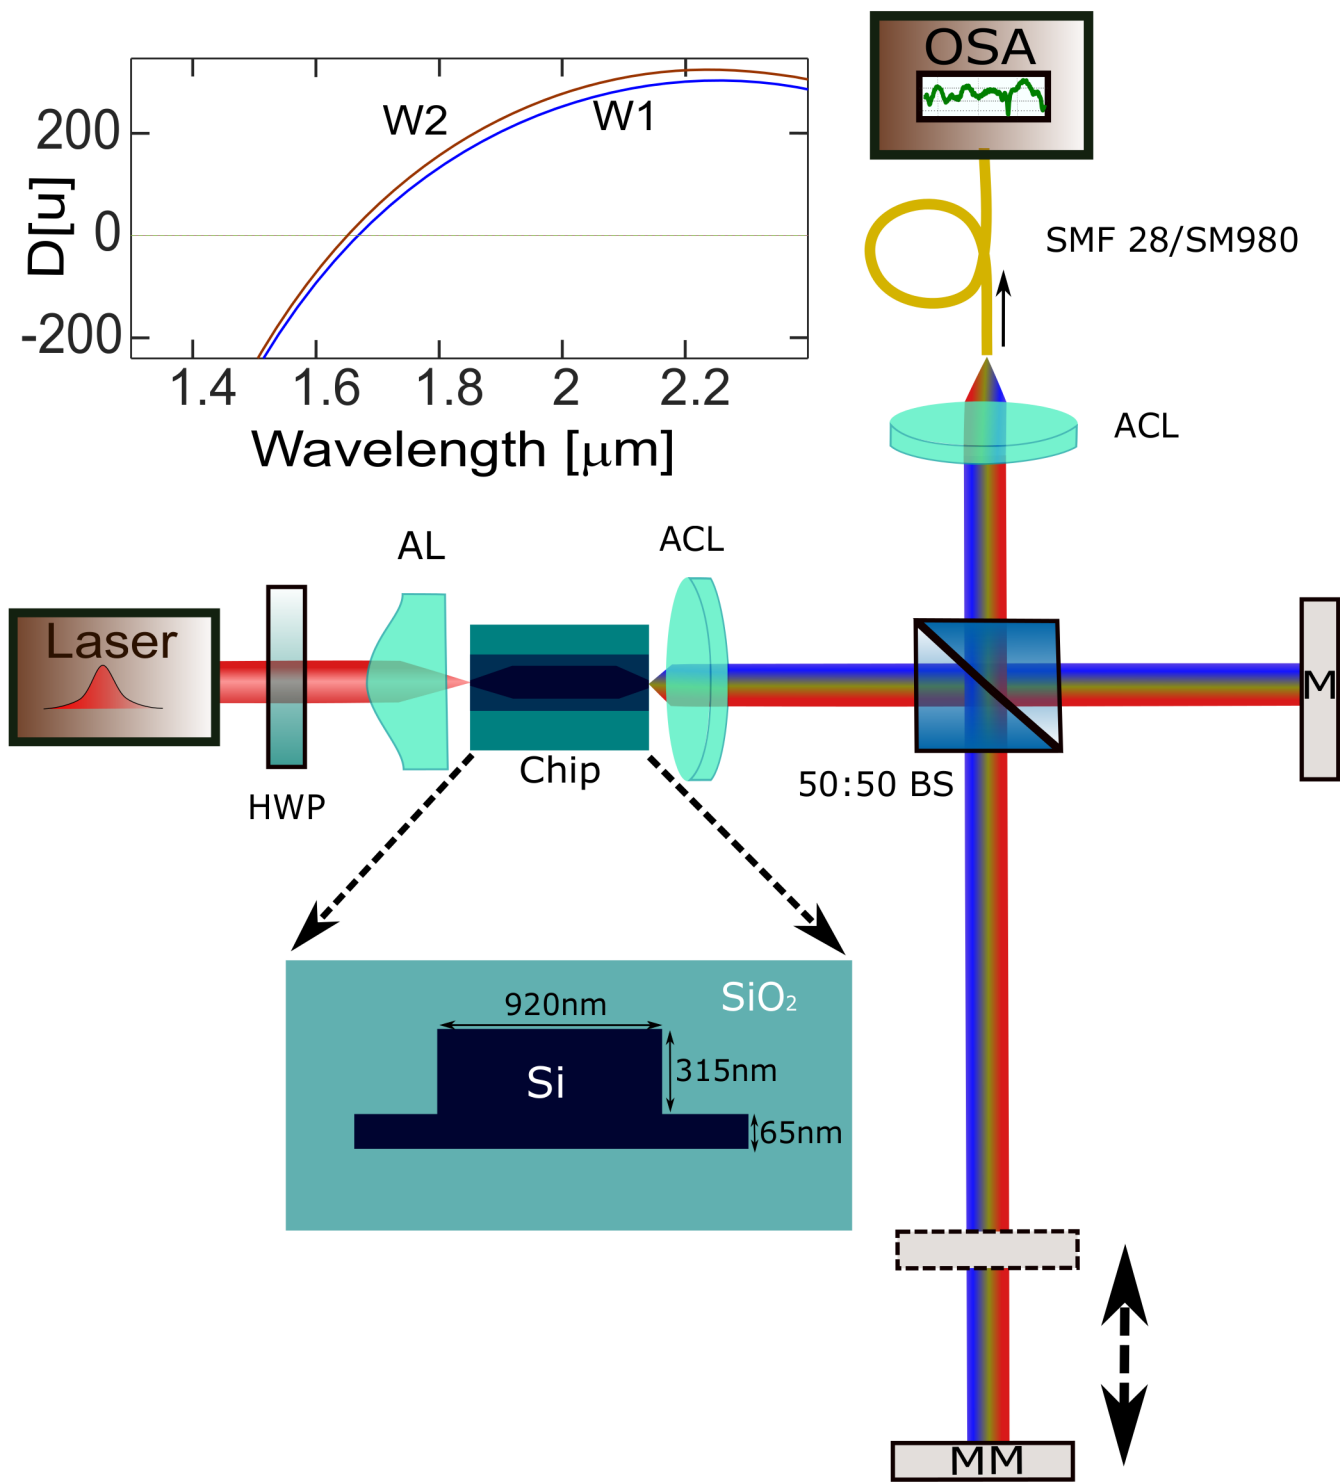 OSA
W2
W1
200
0
-200
D[u]
1.4
1.6
1.8
2
2.2
Wavelength [μm]
SMF 28/SM980
ACL
AL
ACL
Laser
HWP
Chip
50:50 BS
M
SiO₂
920nm
Si
315nm
65nm
MM